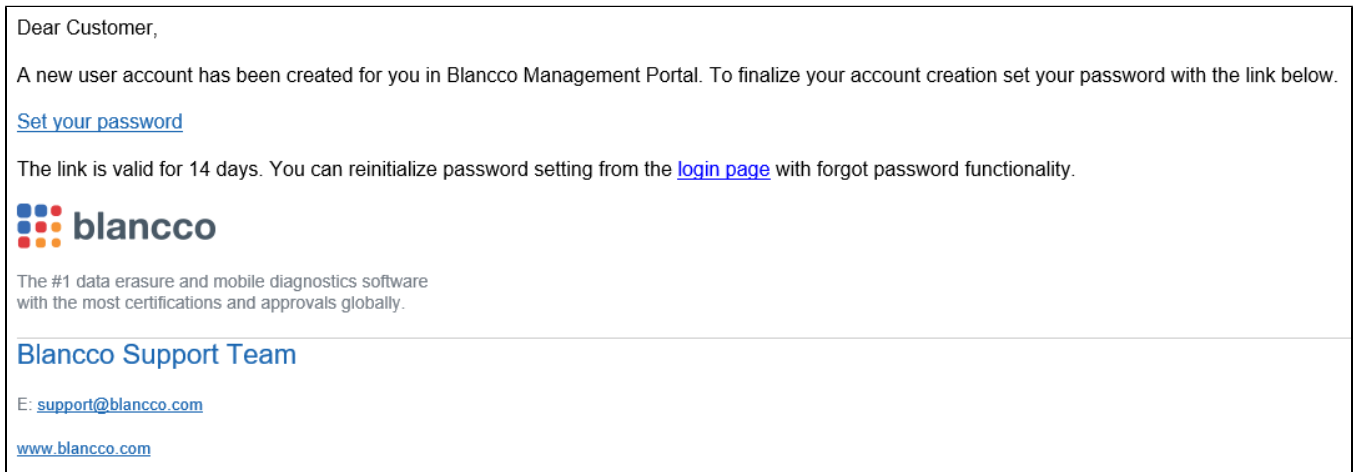 Dear Customer,
A new user account has been created for you in Blancco Management Portal. To finalize your account creation set your password with the link below.
Set your password
The link is valid for 14 days. You can reinitialize password setting from the login page with forgot password functionality.
blancco
The #1 data erasure and mobile diagnostics software
with the most certifications and approvals globally.
Blancco Support Team
E: support@blancco.com
www.blancco.com